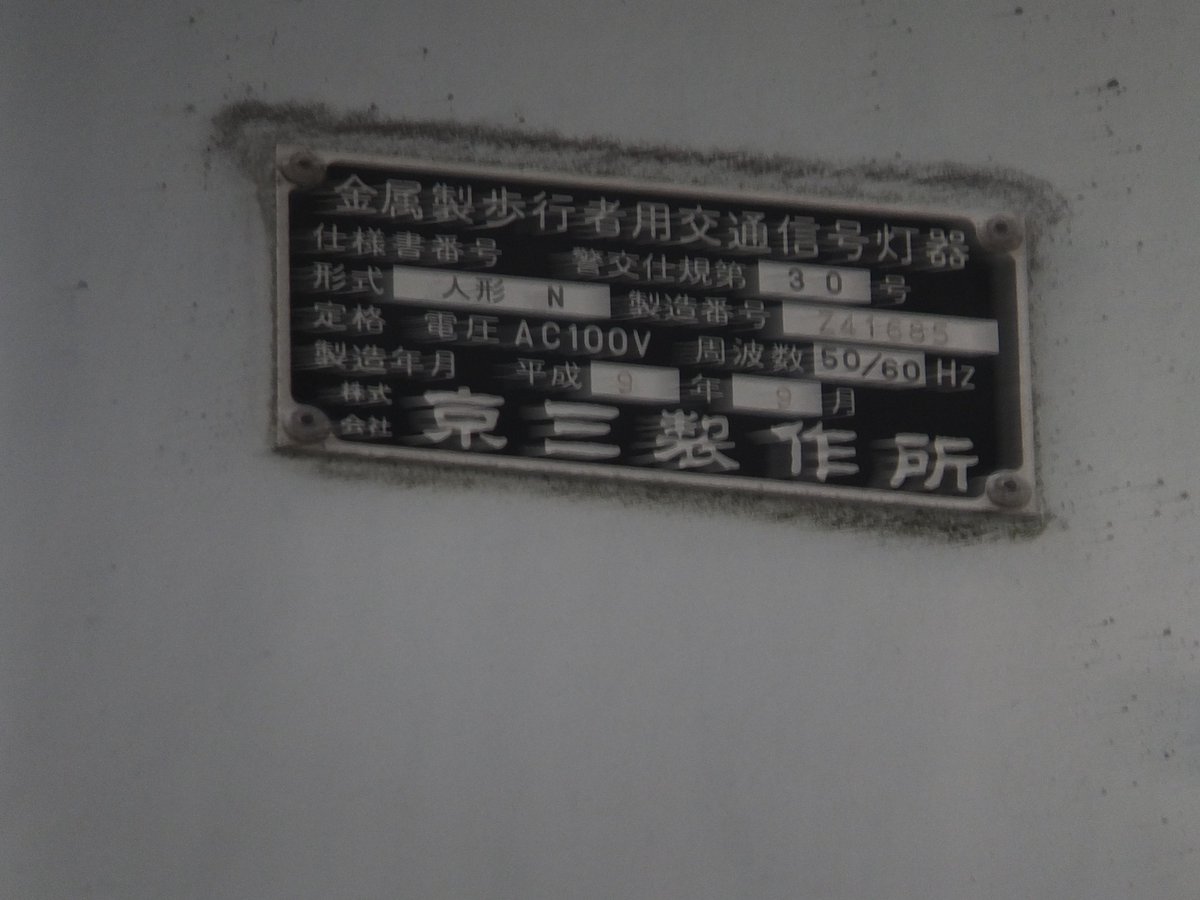 金属製歩行者用交通信号灯器
仕様書番号 警交仕規第 30 号
形式 人形 N 製造番号 Z41685
定格 電圧 AC100V 周波数 50/60 Hz
製造年月 平成 9 年 9 月
株式会社 京三製作所